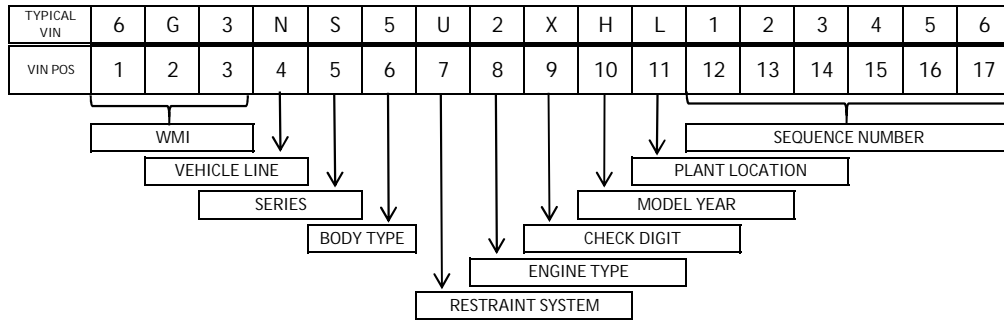 TYPICAL VIN 6 G 3 N S 5 U 2 X H L 1 2 3 4 5 6
VIN POS 1 2 3 4 5 6 7 8 9 10 11 12 13 14 15 16 17
WMI SEQUENCE NUMBER
VEHICLE LINE PLANT LOCATION
SERIES MODEL YEAR
BODY TYPE CHECK DIGIT
ENGINE TYPE
RESTRAINT SYSTEM